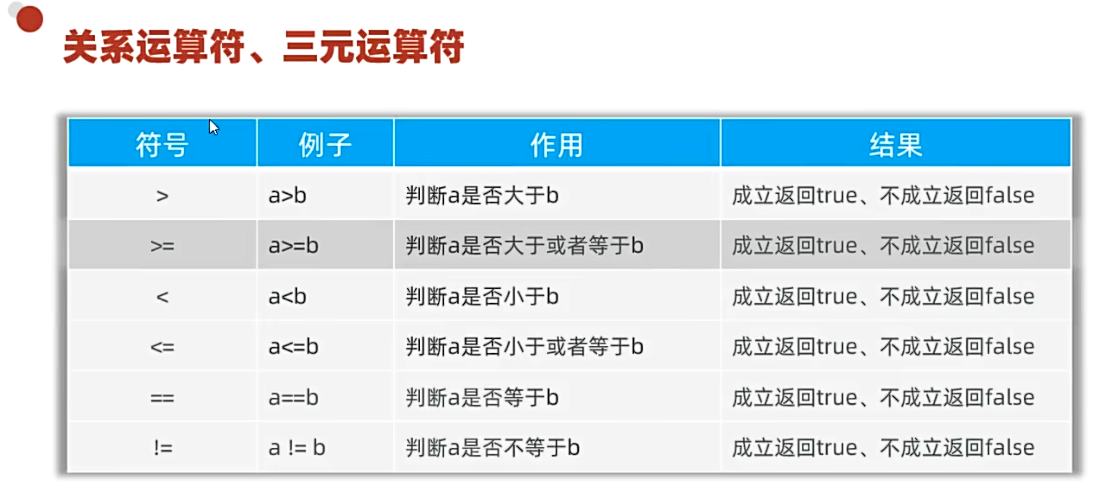 关系运算符、三元运算符
符号 例子 作用 结果
> a>b 判断a是否大于b 成立返回true、不成立返回false
>= a>=b 判断a是否大于或者等于b 成立返回true、不成立返回false
< a<b 判断a是否小于b 成立返回true、不成立返回false
<= a<=b 判断a是否小于或者等于b 成立返回true、不成立返回false
== a==b 判断a是否等于b 成立返回true、不成立返回false
!= a != b 判断a是否不等于b 成立返回true、不成立返回false